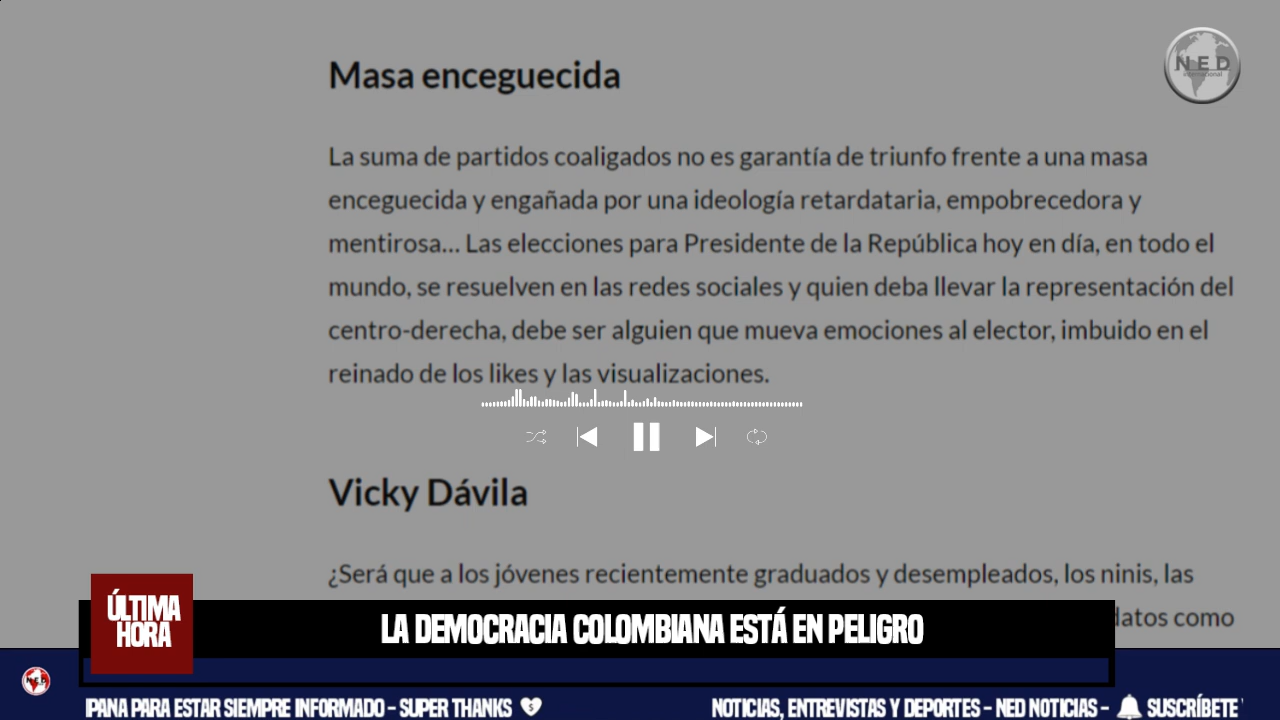 Masa enceguecida
NED
internacional
La suma de partidos coaligados no es garantía de triunfo frente a una masa
enceguecida y engañada por una ideología retardataria, empobrecedora y
mentirosa... Las elecciones para Presidente de la República hoy en día, en todo el
mundo, se resuelven en las redes sociales y quien deba llevar la representación del
centro-derecha, debe ser alguien que mueva emociones al elector, imbuido en el
reinado de los likes y las visualizaciones.
Vicky Dávila
¿Será que a los jóvenes recientemente graduados y desempleados, los ninis, las
datos como
ÚLTIMA
HORA
LA DEMOCRACIA COLOMBIANA ESTÁ EN PELIGRO
NED
IPANA PARA ESTAR SIEMPRE INFORMADO - SUPER THANKS NOTICIAS, ENTREVISTAS Y DEPORTES - NED NOTICIAS - SUSCRÍBETE